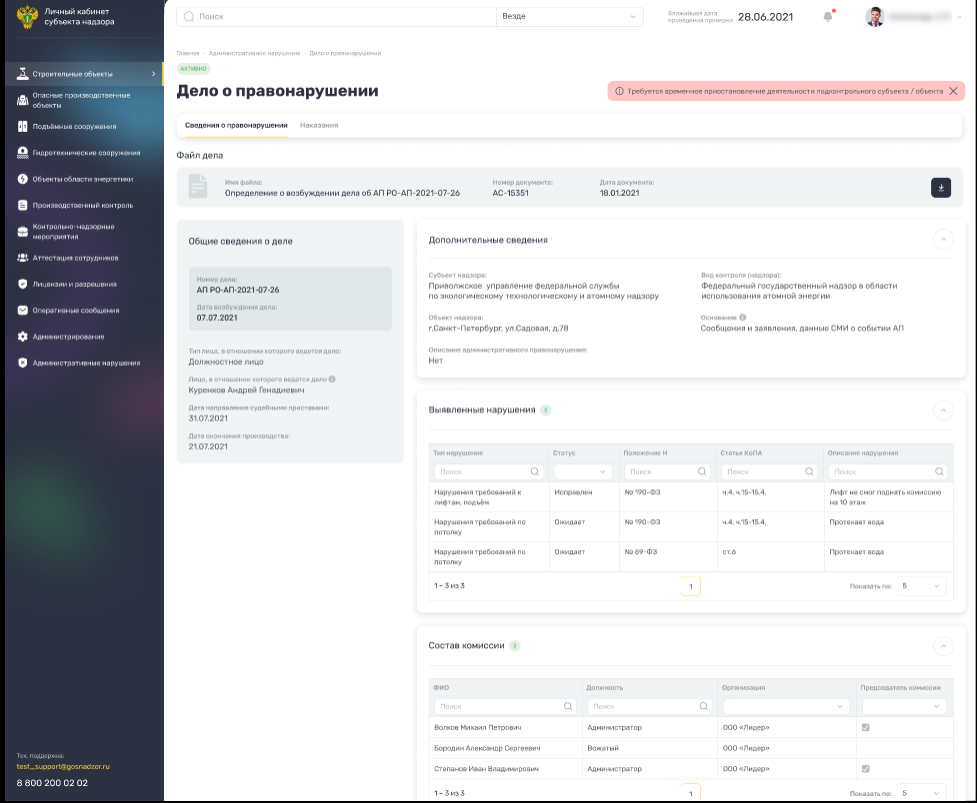 Личный кабинет
субъекта надзора
Строительные объекты
Опасные производственные
объекты
Подъёмные сооружения
Гидротехнические сооружения
Объекты области энергетики
Производственный контроль
Контрольно-надзорные
мероприятия
Аттестация сотрудников
Лицензии и разрешения
Оперативные сообщения
Администрирование
Административные нарушения
Тех. поддержка:
test_support@gosnadzor.ru
8 800 200 02 02
Поиск
Везде
Ближайшая дата
проведения проверки
28.06.2021
Главная - Административное нарушение - Дело о правонарушении
АКТИВНО
Дело о правонарушении
Требуется временное приостановление деятельности подконтрольного субъекта / объекта
Сведения о правонарушении Наказания
Файл дела
Имя файла: Номер документа: Дата документа:
Определение о возбуждении дела об АП РО-АП-2021-07-26 АС-15351 18.01.2021
Общие сведения о деле
Номер дела:
АП РО-АП-2021-07-26
Дата возбуждения дела:
07.07.2021
Тип лица, в отношении которого ведется дело:
Должностное лицо
Лицо, в отношении которого ведется дело
Куренков Андрей Генадиевич
Дата направления судебными приставами:
31.07.2021
Дата окончания производства:
21.07.2021
Дополнительные сведения
Субъект надзора:
Приволжское управление федеральной службы
по экологическому технологическому и атомному надзору
Вид контроля (надзора):
Федеральный государственный надзор в области
использования атомной энергии
Объект надзора:
г.Санкт-Петербург, ул.Садовая, д.78
Основание
Сообщения и заявления, данные СМИ о событии АП
Описание административного правонарушения:
Нет
Выявленные нарушения 3
Тип нарушения Статус Положение Н Статья КоПА Описание нарушения
Поиск Поиск Поиск Поиск
Нарушения требований к
лифтам, подъём
Исправлен № 190-ФЗ ч.4, ч.15-15.4, Лифт не смог поднять комиссию
на 10 этаж
Нарушения требований по
потолку
Ожидавт № 190-ФЗ ч.4, ч.15-15.4, Протекает вода
Нарушения требований по
потолку
Ожидает № 69-ФЗ ст.6 Протекает вода
1 – 3 из 3 1 Показать по: 5
Состав комиссии 3
ФИО Должность Организация Председатель комиссии
Поиск Поиск
Волков Михаил Петрович Администратор ООО «Лидер»
Бородин Александр Сергеевич Вожатый ООО «Лидер»
Степанов Иван Владимирович Администратор ООО «Лидер»
1 – 3 из 3 1 Показать по: 5